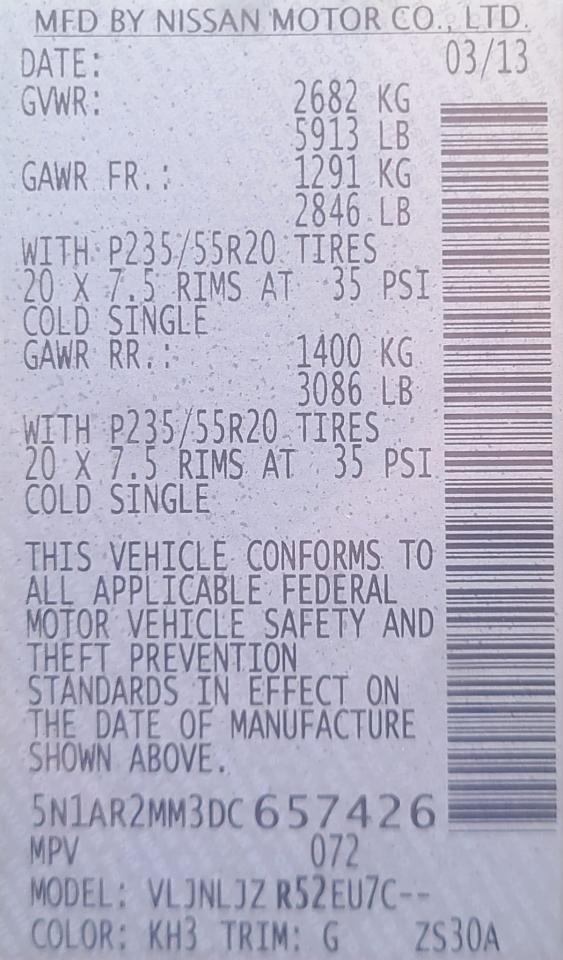 MFD BY NISSAN MOTOR CO., LTD.
DATE: 03/13
GVWR: 2682 KG
5913 LB
GAWR FR.: 1291 KG
2846 LB
WITH P235/55R20 TIRES
20 X 7.5 RIMS AT 35 PSI
COLD SINGLE
GAWR RR.: 1400 KG
3086 LB
WITH P235/55R20 TIRES
20 X 7.5 RIMS AT 35 PSI
COLD SINGLE
THIS VEHICLE CONFORMS TO
ALL APPLICABLE FEDERAL
MOTOR VEHICLE SAFETY AND
THEFT PREVENTION
STANDARDS IN EFFECT ON
THE DATE OF MANUFACTURE
SHOWN ABOVE.
5N1AR2MM3DC657426
MPV 072
MODEL: VLJNLJZ R52EU7C--
COLOR: KH3 TRIM: G ZS30A